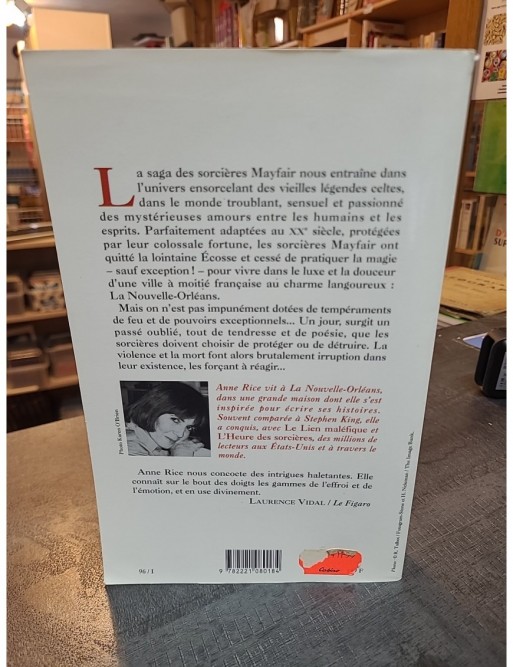 La saga des sorcières Mayfair nous entraîne dans
l'univers ensorcelant des vieilles légendes celtes,
dans le monde troublant, sensuel et passionné
des mystérieuses amours entre les humains et les
esprits. Parfaitement adaptées au XXe siècle, protégées
par leur colossale fortune, les sorcières Mayfair ont
quitté la lointaine Écosse et cessé de pratiquer la magie
– sauf exception ! – pour vivre dans le luxe et la douceur
d'une ville à moitié française au charme langoureux :
La Nouvelle-Orléans.
Mais on n'est pas impunément dotées de tempéraments
de feu et de pouvoirs exceptionnels... Un jour, surgit un
passé oublié, tout de tendresse et de poésie, que les
sorcières doivent choisir de protéger ou de détruire. La
violence et la mort font alors brutalement irruption dans
leur existence, les forçant à réagir...
Photo Karen O'Brien
Anne Rice vit à La Nouvelle-Orléans,
dans une grande maison dont elle s'est
inspirée pour écrire ses histoires.
Souvent comparée à Stephen King, elle
a conquis, avec Le Lien maléfique et
L'Heure des sorcières, des millions de
lecteurs aux États-Unis et à travers le
monde.
Anne Rice nous concocte des intrigues haletantes. Elle
connaît sur le bout des doigts les gammes de l'effroi et de
l'émotion, et en use divinement.
LAURENCE VIDAL / Le Figaro
96 / I
9 782221 080184
F